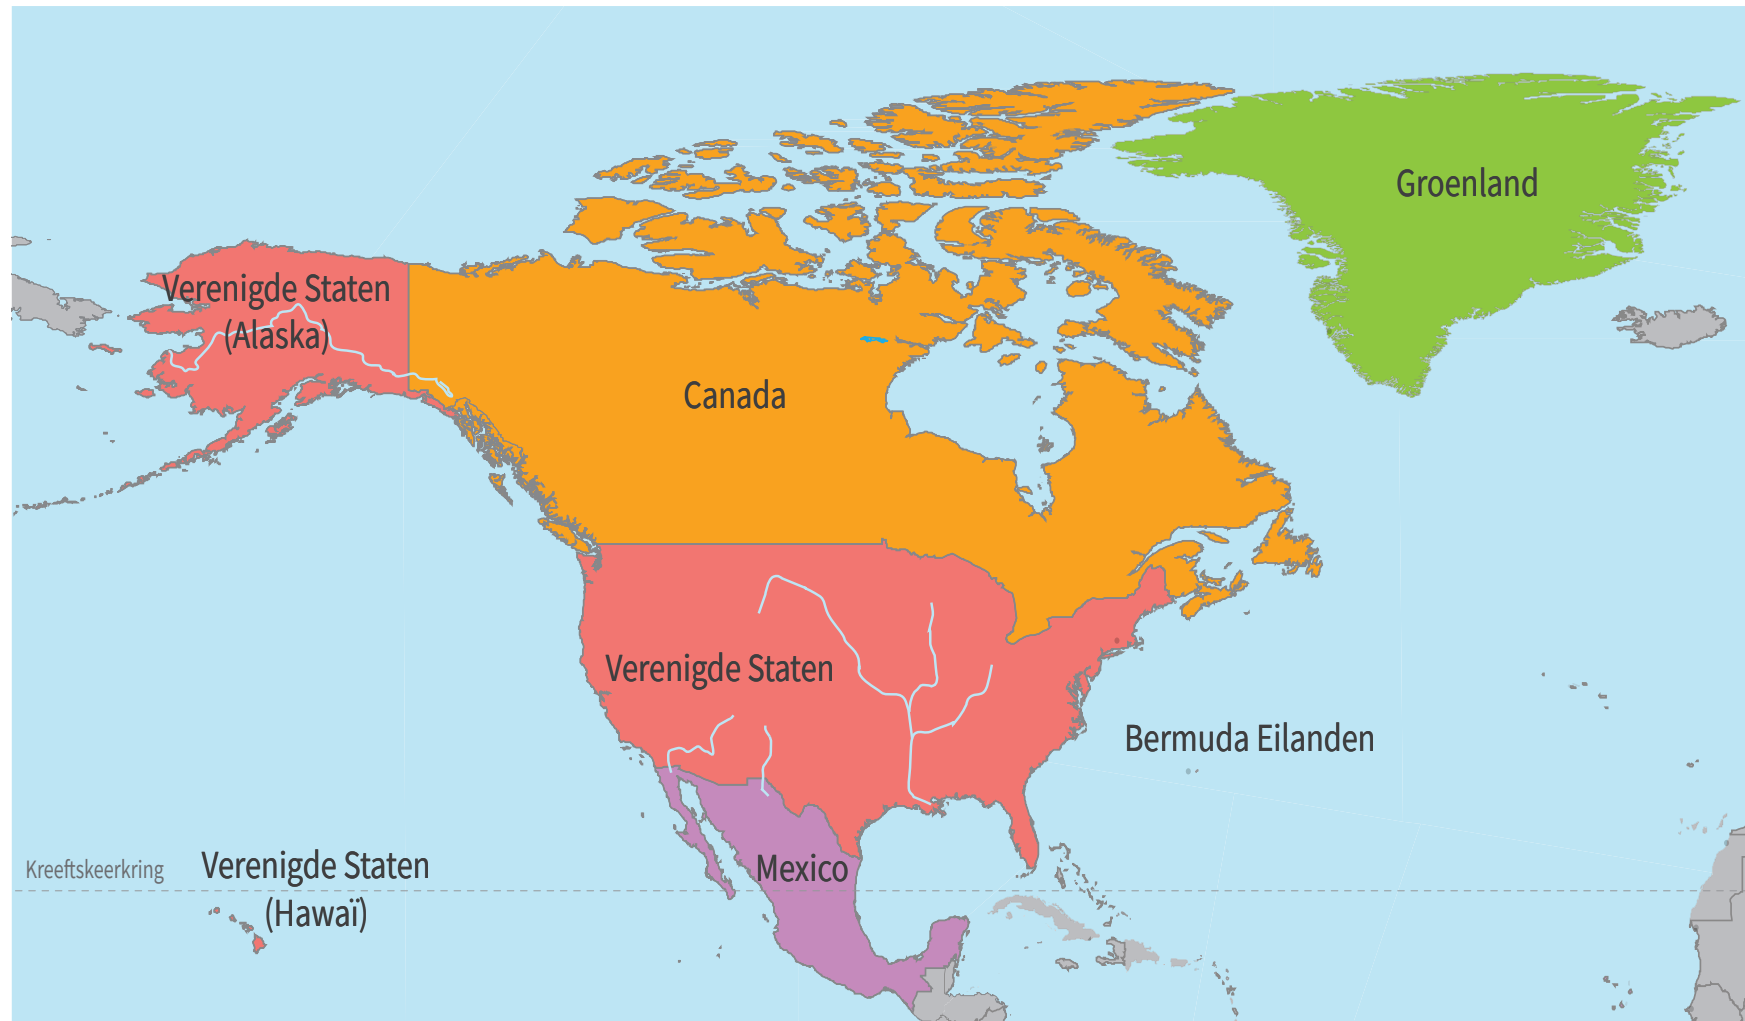 Groenland
Verenigde Staten
(Alaska)
Canada
Verenigde Staten
Bermuda Eilanden
Kreeftskeerkring
Verenigde Staten
(Hawaï)
Mexico